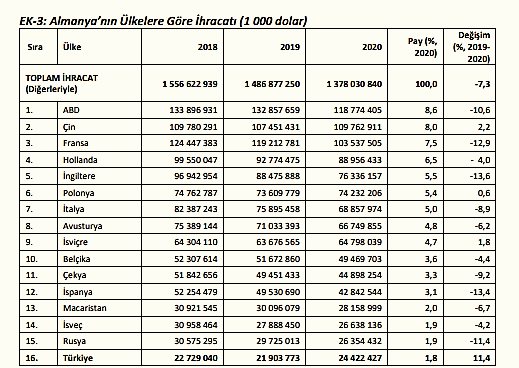 EK-3: Almanya'nın Ülkelere Göre İhracatı (1 000 dolar)
Sıra Ülke 2018 2019 2020 Pay (%, 2020) Değişim (%, 2019-2020)
TOPLAM İHRACAT (Diğerleriyle) 1 556 622 939 1 486 877 250 1 378 030 840 100,0 -7,3
1. ABD 133 896 931 132 857 659 118 774 405 8,6 -10,6
2. Çin 109 780 291 107 451 431 109 762 911 8,0 2,2
3. Fransa 124 447 383 119 212 781 103 537 505 7,5 -12,9
4. Hollanda 99 550 047 92 774 475 88 956 433 6,5 - 4,0
5. İngiltere 96 942 954 88 475 888 76 336 157 5,5 -13,6
6. Polonya 74 762 787 73 609 779 74 232 206 5,4 0,6
7. İtalya 82 387 243 75 895 458 68 857 974 5,0 -8,9
8. Avusturya 75 389 144 71 033 393 66 749 855 4,8 -6,2
9. İsviçre 64 304 110 63 676 565 64 798 039 4,7 1,8
10. Belçika 52 307 614 51 672 860 49 469 703 3,6 -4,4
11. Çekya 51 842 656 49 451 433 44 898 254 3,3 -9,2
12. İspanya 52 254 479 49 530 690 42 842 544 3,1 -13,4
13. Macaristan 30 921 545 30 096 079 28 158 999 2,0 -6,7
14. İsveç 30 958 464 27 888 450 26 638 136 1,9 -4,2
15. Rusya 30 575 295 29 725 013 26 354 432 1,9 -11,4
16. Türkiye 22 729 040 21 903 773 24 422 427 1,8 11,4